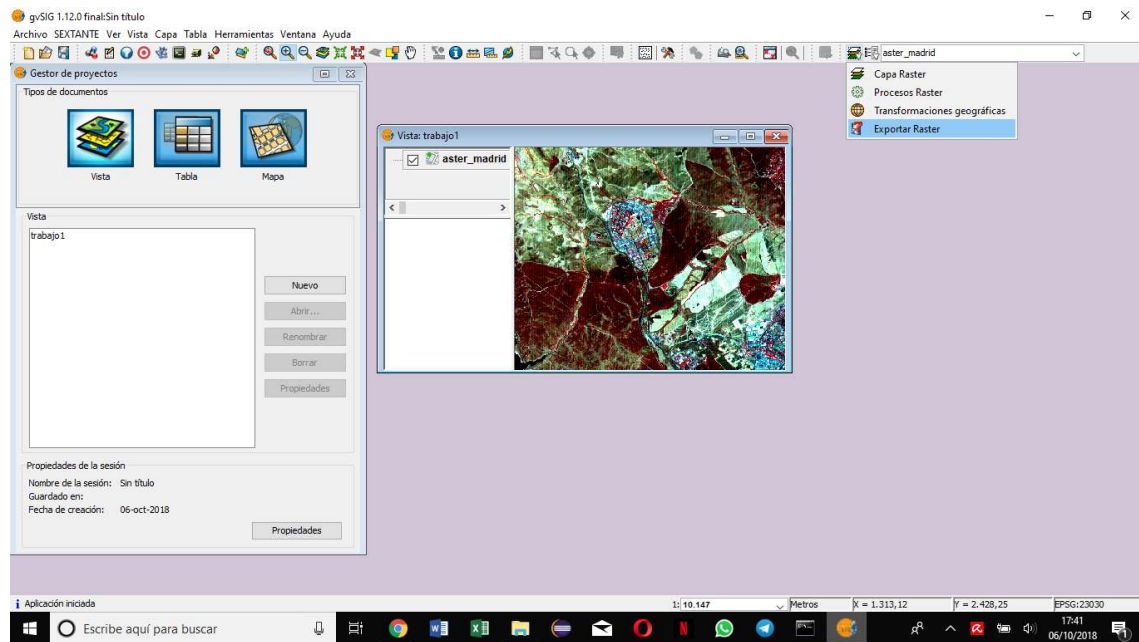 gvSIG 1.12.0 final:Sin título
Archivo SEXTANTE Ver Vista Capa Tabla Herramientas Ventana Ayuda
aster_madrid
Capa Raster
Procesos Raster
Transformaciones geográficas
Exportar Raster
Gestor de proyectos
Tipos de documentos
Vista Tabla Mapa
Vista
trabajo1
Nuevo
Abrir...
Renombrar
Borrar
Propiedades
Propiedades de la sesión
Nombre de la sesión: Sin título
Guardado en:
Fecha de creación: 06-oct-2018
Propiedades
Vista: trabajo1
aster_madrid
Aplicación iniciada
1: 10.147 Metros X = 1.313,12 Y = 2.428,25 EPSG:23030
Escribe aquí para buscar
17:41
06/10/2018